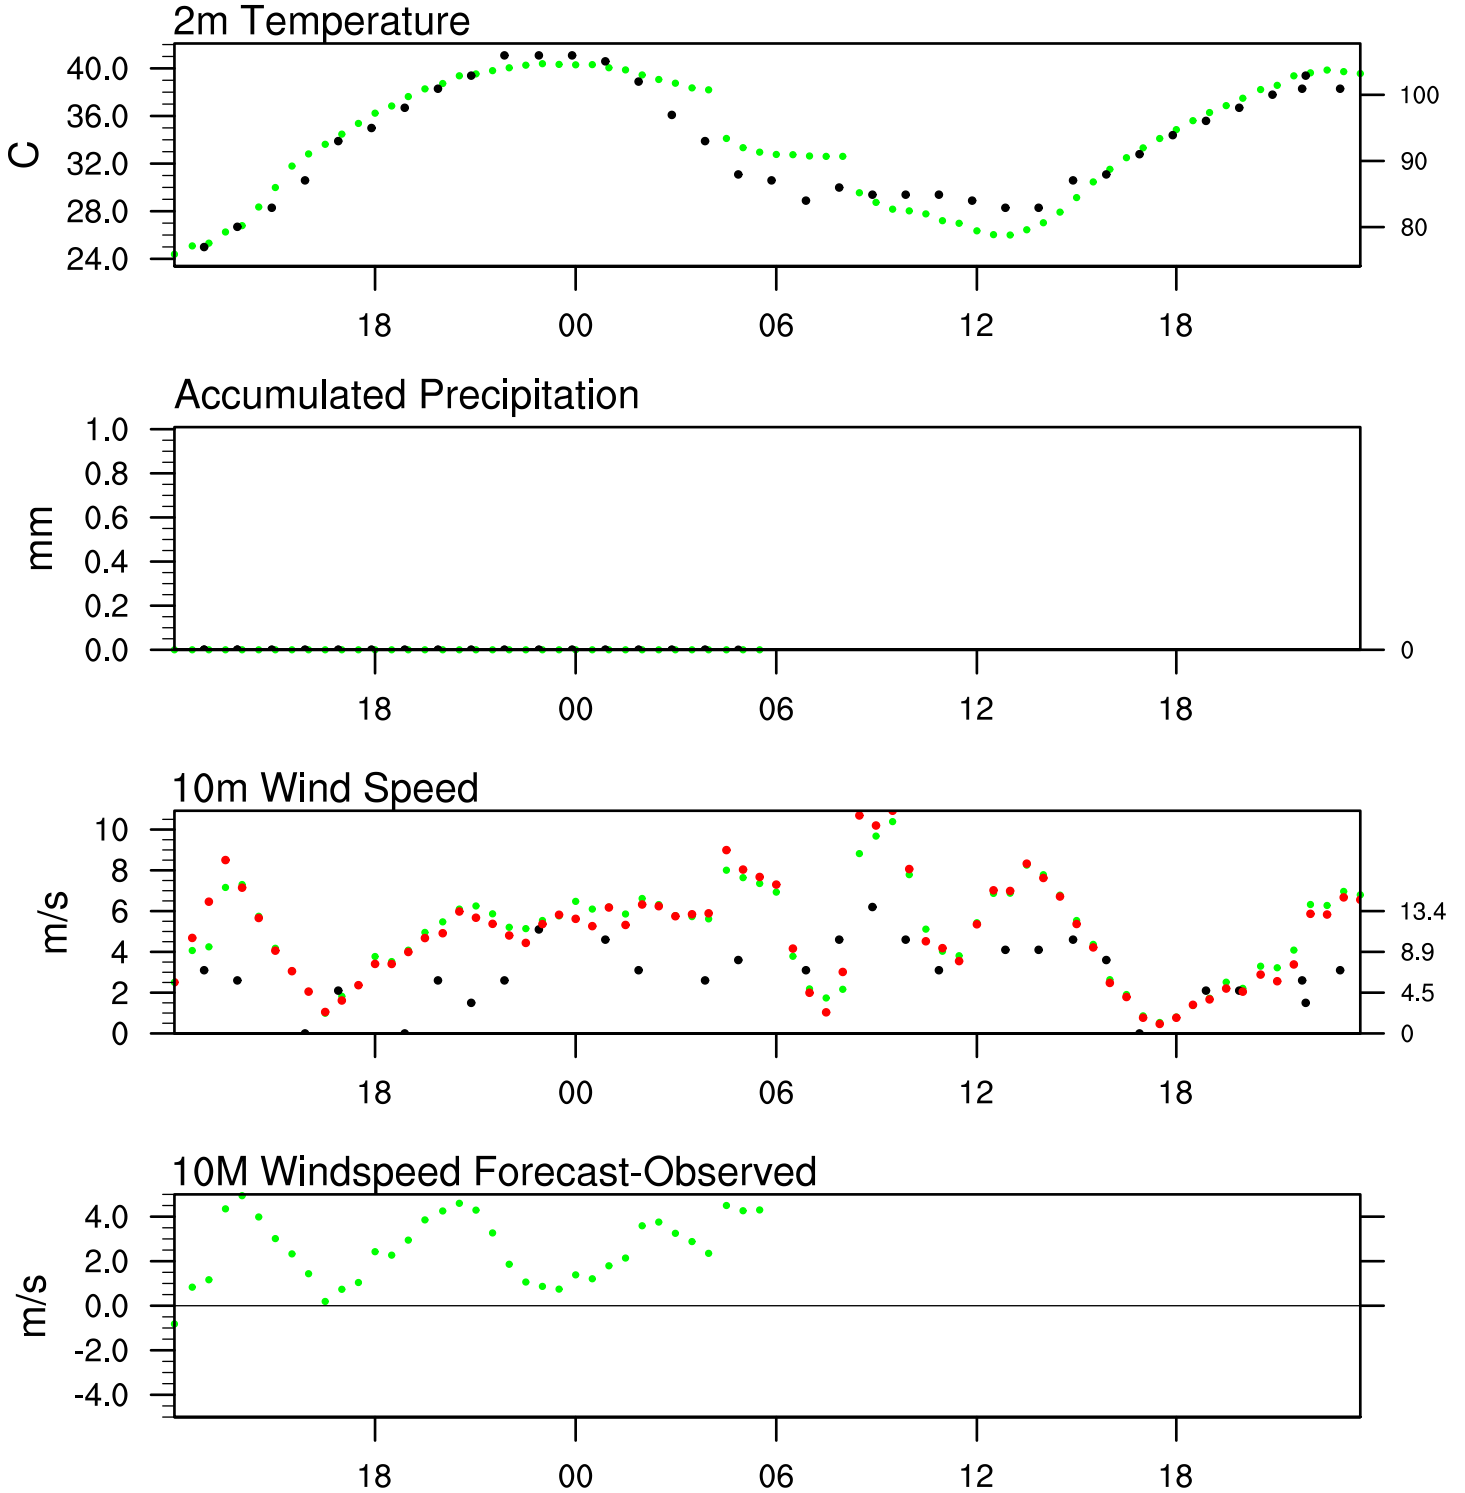 2m Temperature
40.0
36.0
32.0
28.0
24.0
C
100
90
80
18 00 06 12 18
Accumulated Precipitation
1.0
0.8
0.6
0.4
0.2
0.0
mm
0
18 00 06 12 18
10m Wind Speed
10
8
6
4
2
0
m/s
13.4
8.9
4.5
0
18 00 06 12 18
10M Windspeed Forecast-Observed
4.0
2.0
0.0
-2.0
-4.0
m/s
18 00 06 12 18